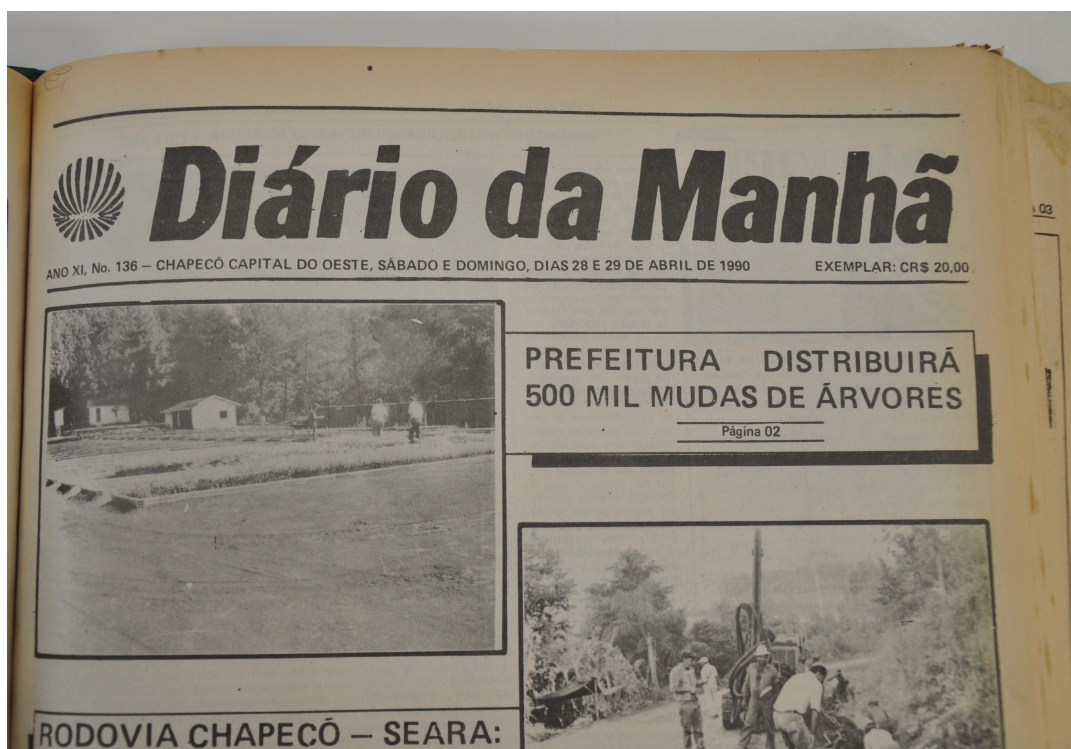 Diário da Manhã
ANO XI, No. 136 — CHAPECÓ CAPITAL DO OESTE, SÁBADO E DOMINGO, DIAS 28 E 29 DE ABRIL DE 1990 EXEMPLAR: CR$ 20,00
PREFEITURA DISTRIBUIRÁ
500 MIL MUDAS DE ÁRVORES
Página 02
RODOVIA CHAPECÓ — SEARA:
03